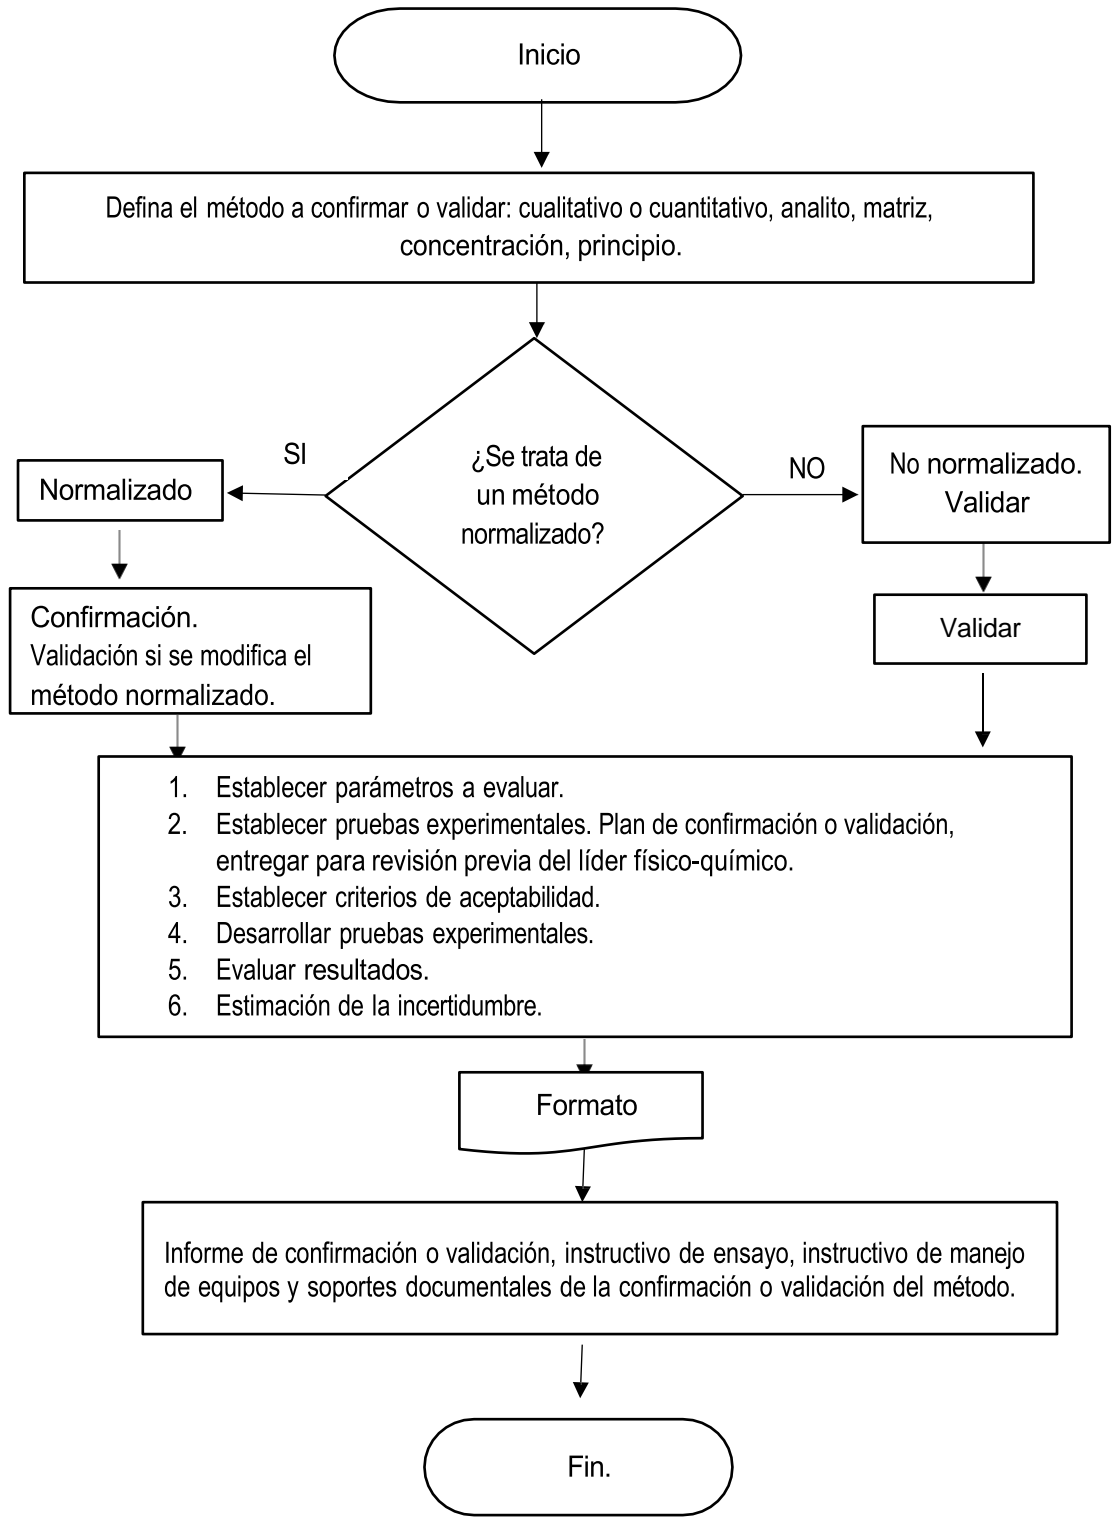 Inicio
Defina el método a confirmar o validar: cualitativo o cuantitativo, analito, matriz,
concentración, principio.
¿Se trata de
un método
normalizado?
SI
NO
Normalizado
No normalizado.
Validar
Confirmación.
Validación si se modifica el
método normalizado.
Validar
1. Establecer parámetros a evaluar.
2. Establecer pruebas experimentales. Plan de confirmación o validación,
entregar para revisión previa del líder físico-químico.
3. Establecer criterios de aceptabilidad.
4. Desarrollar pruebas experimentales.
5. Evaluar resultados.
6. Estimación de la incertidumbre.
Formato
Informe de confirmación o validación, instructivo de ensayo, instructivo de manejo
de equipos y soportes documentales de la confirmación o validación del método.
Fin.